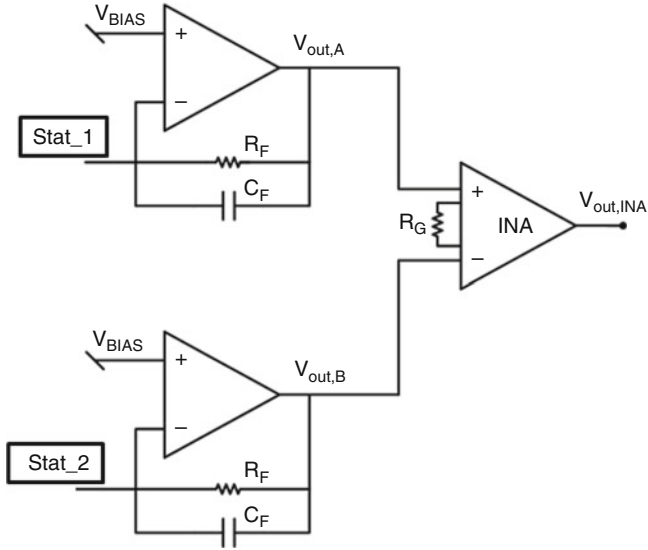 V_BIAS
+
V_out,A
−
Stat_1
R_F
C_F
+
V_out,INA
R_G
INA
−
V_BIAS
+
V_out,B
−
Stat_2
R_F
C_F